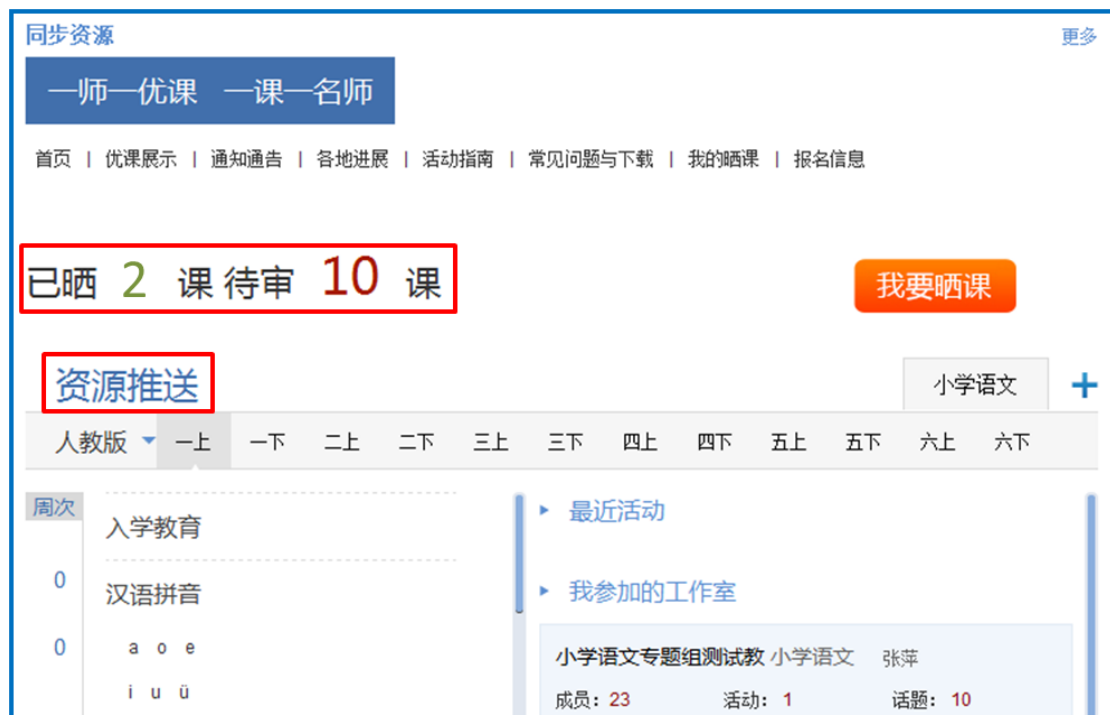 同步资源 更多
一师一优课 一课一名师
首页 | 优课展示 | 通知通告 | 各地进展 | 活动指南 | 常见问题与下载 | 我的晒课 | 报名信息
已晒 2 课 待审 10 课 我要晒课
资源推送 小学语文 +
人教版 一上 一下 二上 二下 三上 三下 四上 四下 五上 五下 六上 六下
周次 入学教育 最近活动
0 汉语拼音 我参加的工作室
0 a o e 小学语文专题组测试教 小学语文 张萍
i u ü 成员：23 活动：1 话题：10